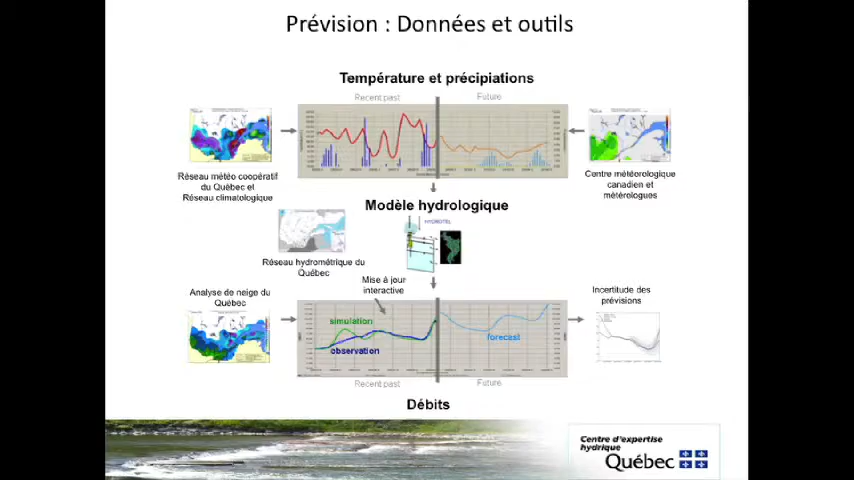 Prévision : Données et outils
Température et précipiations
Recent past
Future
Réseau météo coopératif
du Québec et
Réseau climatologique
Centre météorologique
canadien et
météroloques
Modèle hydrologique
HYDROTEL
Réseau hydrométrique du
Québec
Mise à jour
interactive
Analyse de neige du
Québec
Incertitude des
prévisions
simulation
observation
forecast
Recent past
Future
Débits
Centre d'expertise
hydrique
Québec